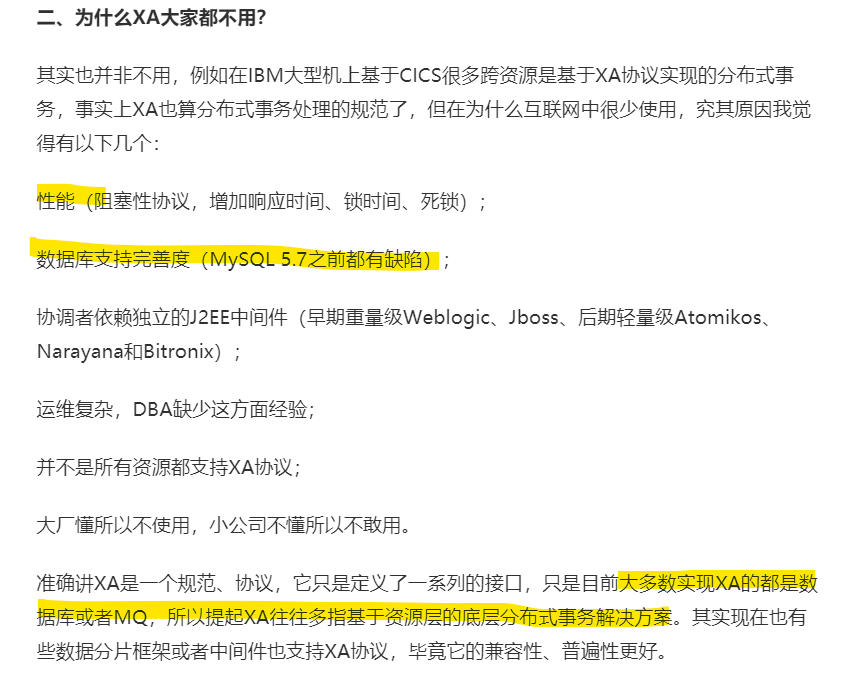 二、为什么XA大家都不用？
其实也并非不用，例如在IBM大型机上基于CICS很多跨资源是基于XA协议实现的分布式事
务，事实上XA也算分布式事务处理的规范了，但在为什么互联网中很少使用，究其原因我觉
得有以下几个：
性能（阻塞性协议，增加响应时间、锁时间、死锁）；
数据库支持完善度（MySQL 5.7之前都有缺陷）；
协调者依赖独立的J2EE中间件（早期重量级Weblogic、Jboss、后期轻量级Atomikos、
Narayana和Bitronix）；
运维复杂，DBA缺少这方面经验；
并不是所有资源都支持XA协议；
大厂懂所以不使用，小公司不懂所以不敢用。
准确讲XA是一个规范、协议，它只是定义了一系列的接口，只是目前大多数实现XA的都是数
据库或者MQ，所以提起XA往往多指基于资源层的底层分布式事务解决方案。其实现在也有
些数据分片框架或者中间件也支持XA协议，毕竟它的兼容性、普遍性更好。